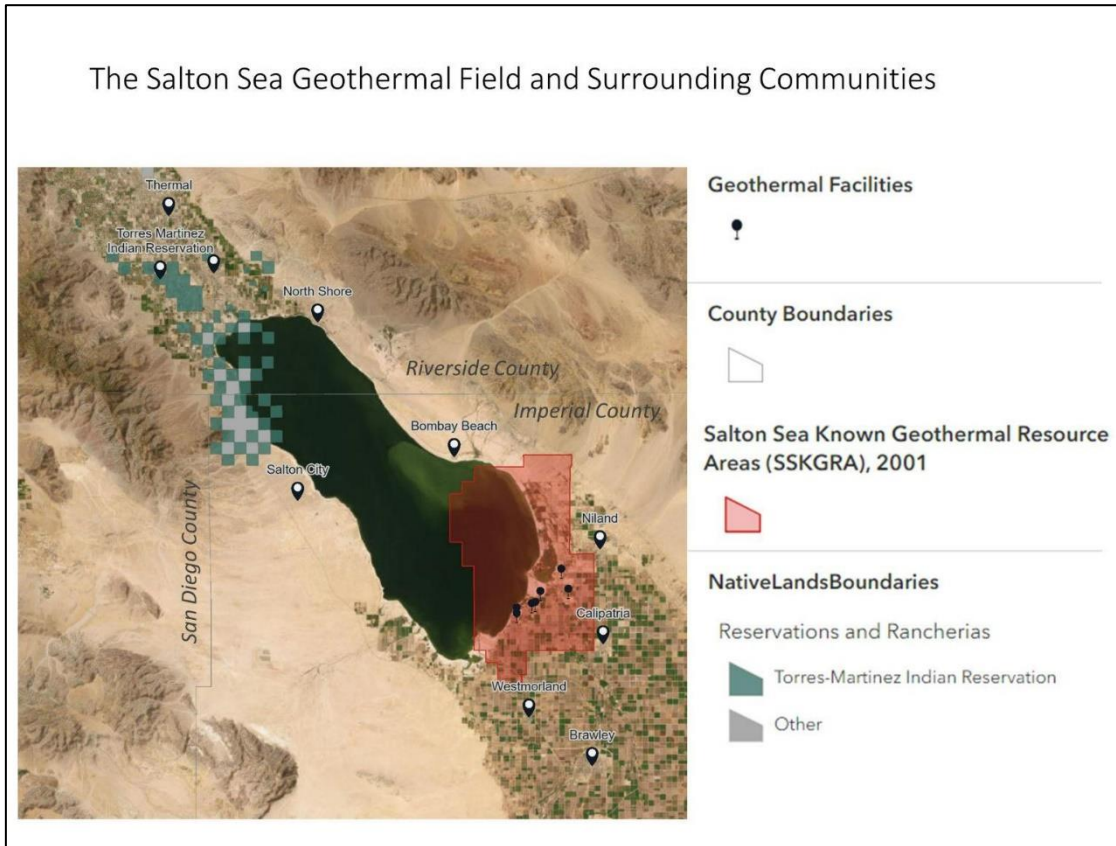 The Salton Sea Geothermal Field and Surrounding Communities
Thermal
Torres Martinez
Indian Reservation
North Shore
Riverside County
Imperial County
Bombay Beach
Salton City
San Diego County
Niland
Calipatria
Westmorland
Brawley
Geothermal Facilities
County Boundaries
Salton Sea Known Geothermal Resource
Areas (SSKGRA), 2001
NativeLandsBoundaries
Reservations and Rancherias
Torres-Martinez Indian Reservation
Other